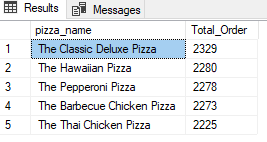 Results Messages
pizza_name Total_Order
1 The Classic Deluxe Pizza 2329
2 The Hawaiian Pizza 2280
3 The Pepperoni Pizza 2278
4 The Barbecue Chicken Pizza 2273
5 The Thai Chicken Pizza 2225